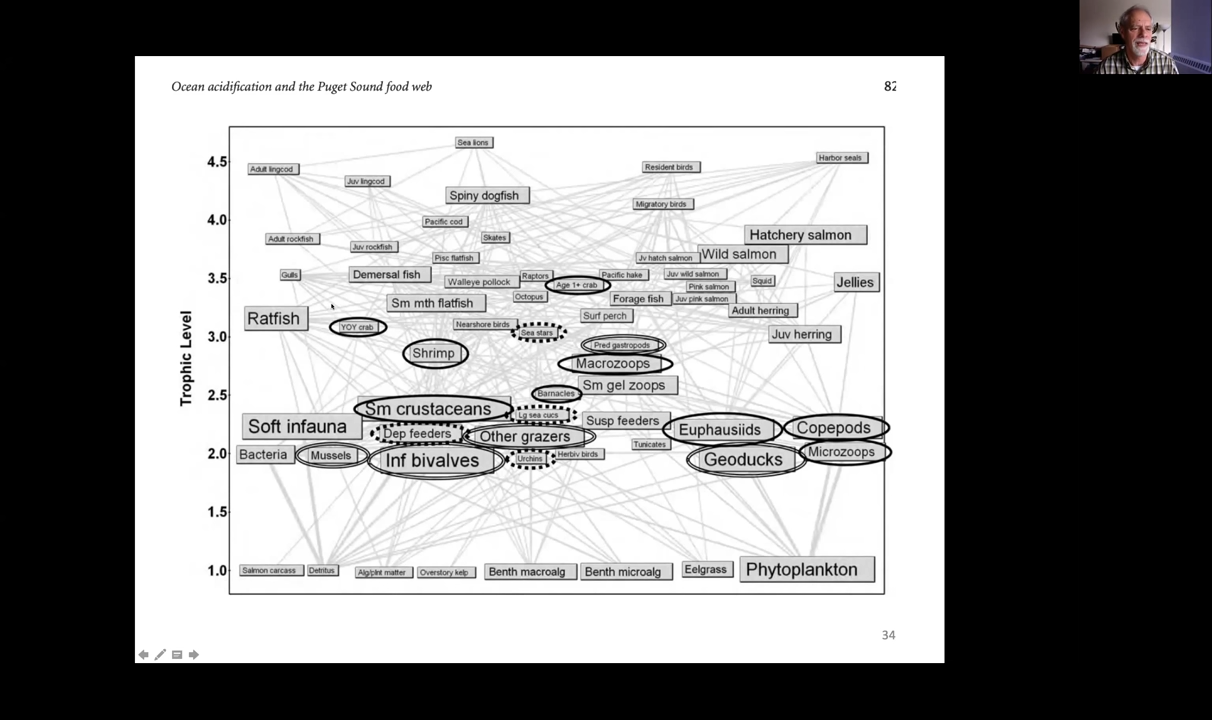 Ocean acidification and the Puget Sound food web
82
Trophic Level
4.5
4.0
3.5
3.0
2.5
2.0
1.5
1.0
Sea lions
Harbor seals
Adult lingcod
Resident birds
Juv lingcod
Spiny dogfish
Migratory birds
Pacific cod
Hatchery salmon
Adult rockfish
Skates
Juv rockfish
Wild salmon
Pisc flatfish
Jv hatch salmon
Gulls
Demersal fish
Walleye pollock
Raptors
Pacific hake
Juv wild salmon
Squid
Jellies
Age 1+ crab
Pink salmon
Octopus
Sm mth flatfish
Forage fish
Juv pink salmon
Adult herring
Ratfish
Surf perch
YOY crab
Nearshore birds
Sea stars
Juv herring
Pred gastropods
Shrimp
Macrozoops
Sm gel zoops
Barnacles
Sm crustaceans
Lg sea cucs
Susp feeders
Soft infauna
Euphausiids
Copepods
Dep feeders
Other grazers
Tunicates
Bacteria
Mussels
Inf bivalves
Urchins
Herbiv birds
Geoducks
Microzoops
Salmon carcass
Detritus
Alg/plnt matter
Overstory kelp
Benth macroalg
Benth microalg
Eelgrass
Phytoplankton
34